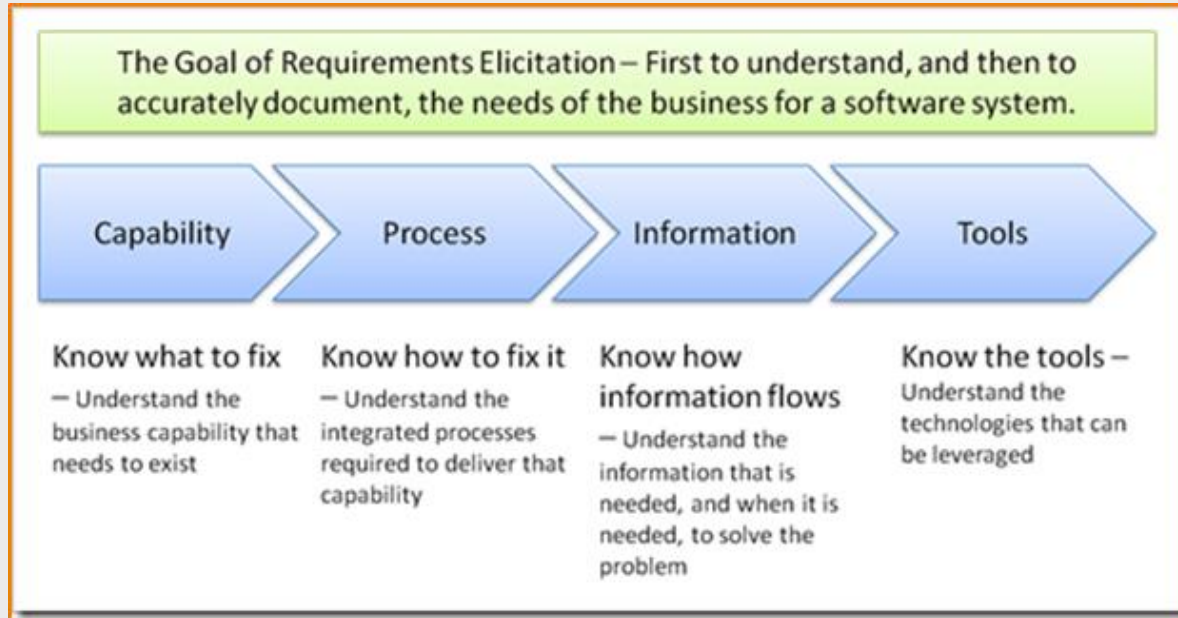 The Goal of Requirements Elicitation – First to understand, and then to
accurately document, the needs of the business for a software system.
Capability
Process
Information
Tools
Know what to fix
– Understand the
business capability that
needs to exist
Know how to fix it
– Understand the
integrated processes
required to deliver that
capability
Know how
information flows
– Understand the
information that is
needed, and when it is
needed, to solve the
problem
Know the tools –
Understand the
technologies that can
be leveraged